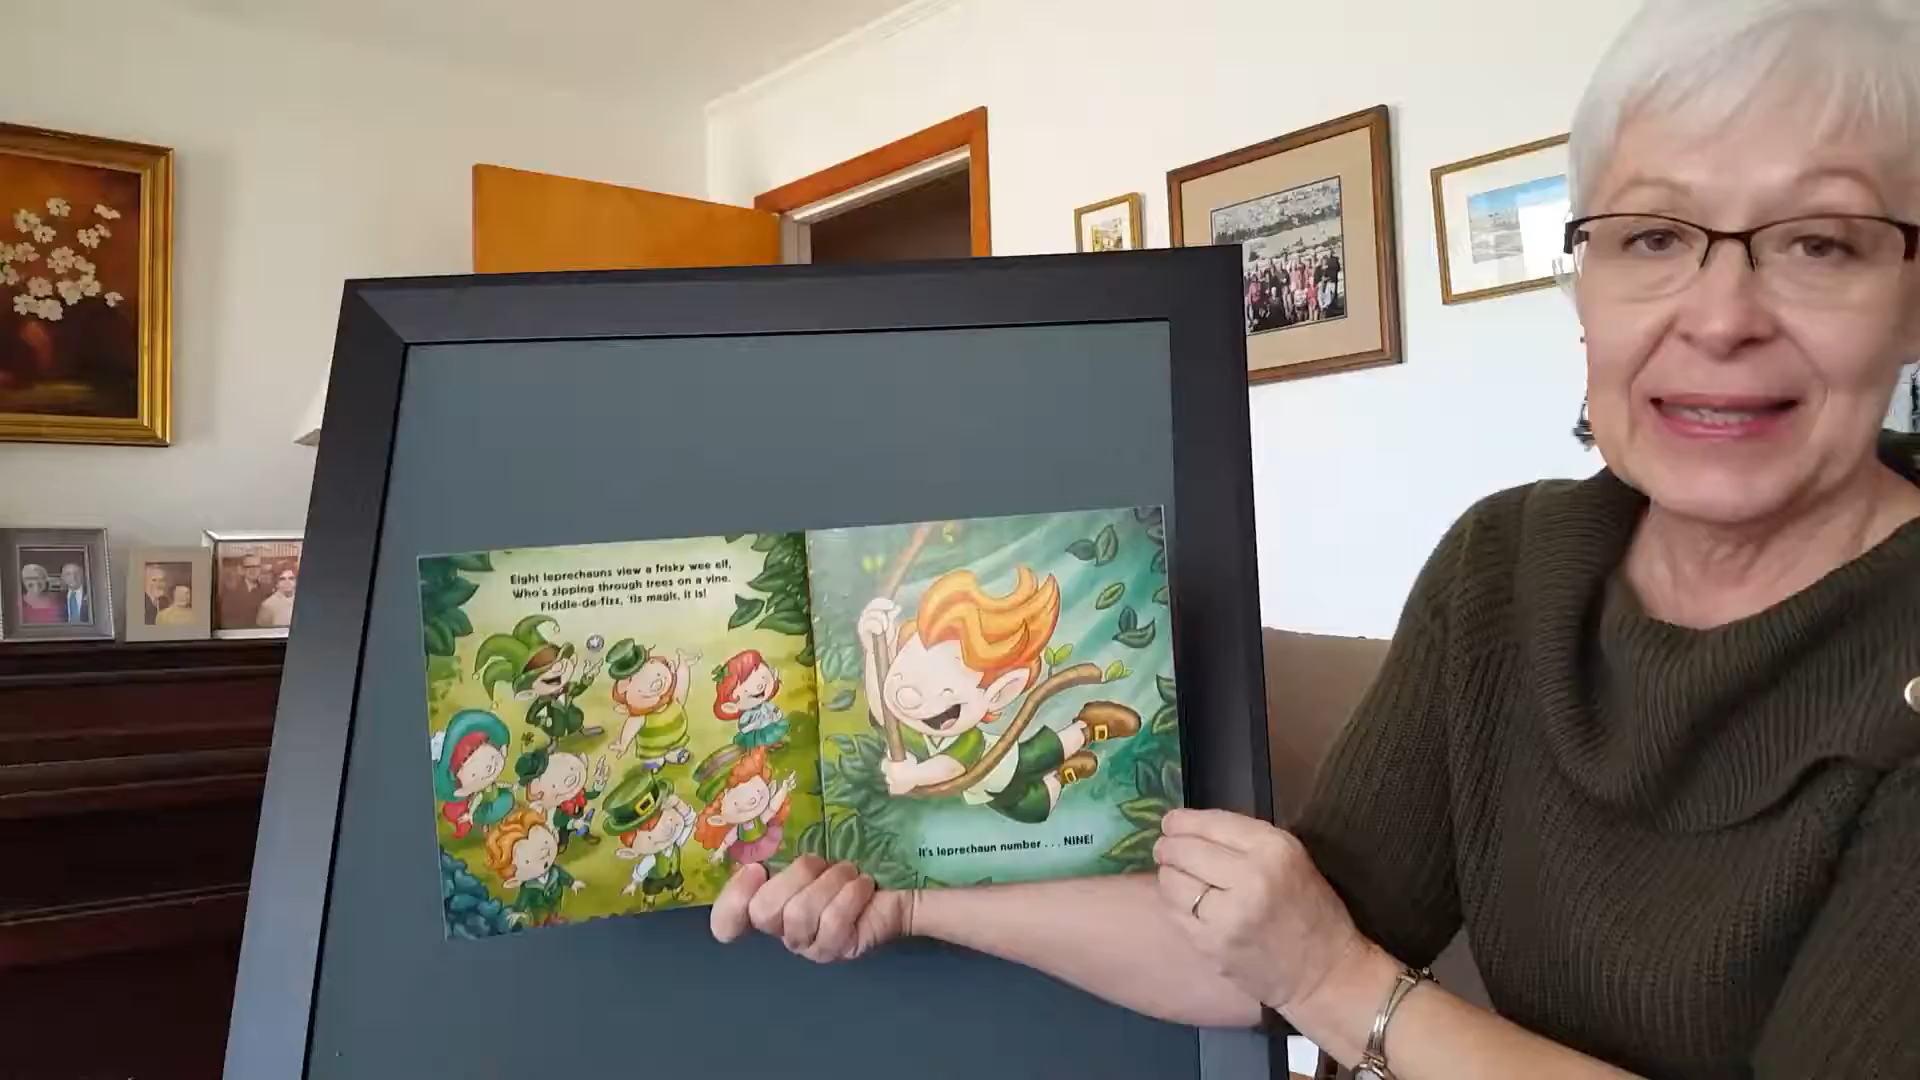 Eight leprechauns view a frisky wee elf,
Who's zipping through trees on a vine.
Fiddle-de-fizz, 'tis magic, it is!
It's leprechaun number . . . NINE!